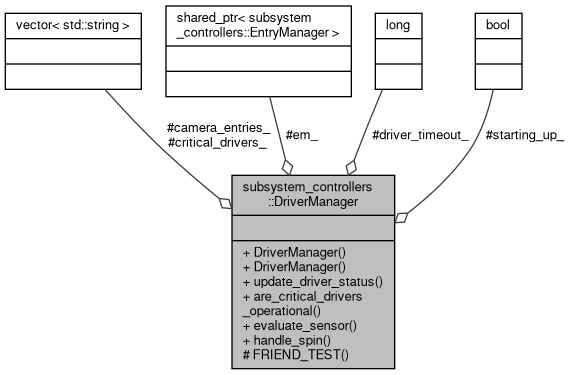 vector< std::string >
shared_ptr< subsystem
_controllers::EntryManager >
long
bool
#camera_entries_
#critical_drivers_
#em_
#driver_timeout_
#starting_up_
subsystem_controllers
::DriverManager
+ DriverManager()
+ DriverManager()
+ update_driver_status()
+ are_critical_drivers
_operational()
+ evaluate_sensor()
+ handle_spin()
# FRIEND_TEST()